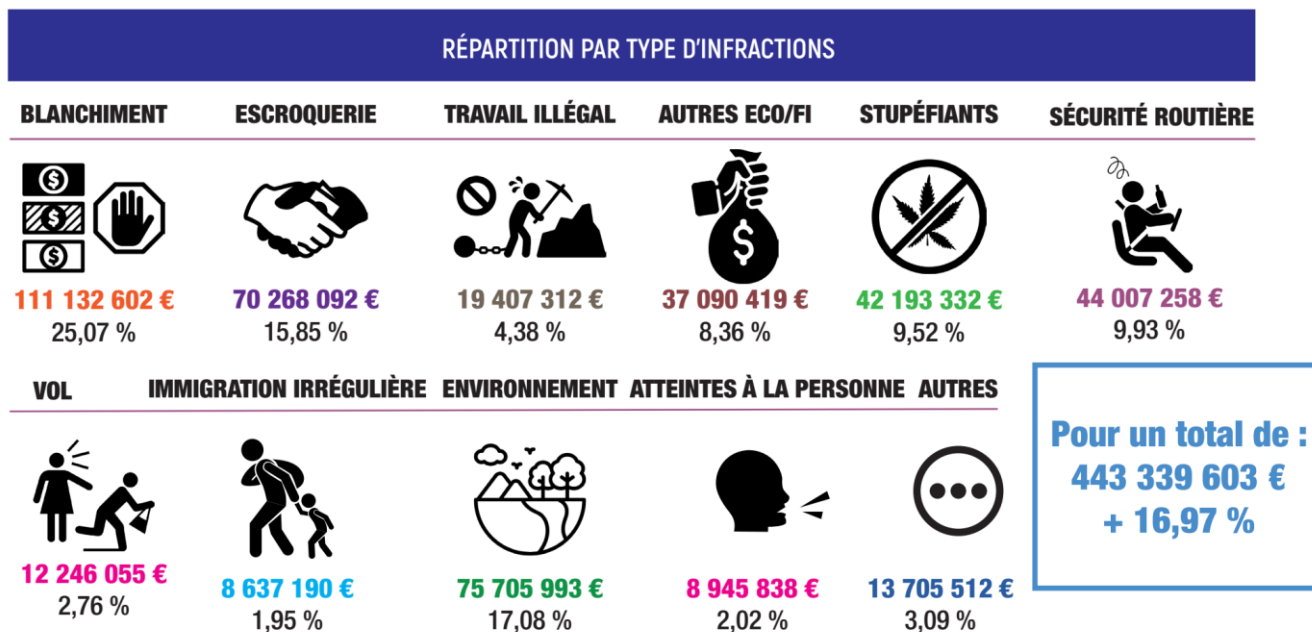 RÉPARTITION PAR TYPE D'INFRACTIONS
BLANCHIMENT ESCROQUERIE TRAVAIL ILLÉGAL AUTRES ECO/FI STUPÉFIANTS SÉCURITÉ ROUTIÈRE
111 132 602 € 70 268 092 € 19 407 312 € 37 090 419 € 42 193 332 € 44 007 258 €
25,07 % 15,85 % 4,38 % 8,36 % 9,52 % 9,93 %
VOL IMMIGRATION IRRÉGULIÈRE ENVIRONNEMENT ATTEINTES À LA PERSONNE AUTRES
12 246 055 € 8 637 190 € 75 705 993 € 8 945 838 € 13 705 512 €
2,76 % 1,95 % 17,08 % 2,02 % 3,09 %
Pour un total de :
443 339 603 €
+ 16,97 %